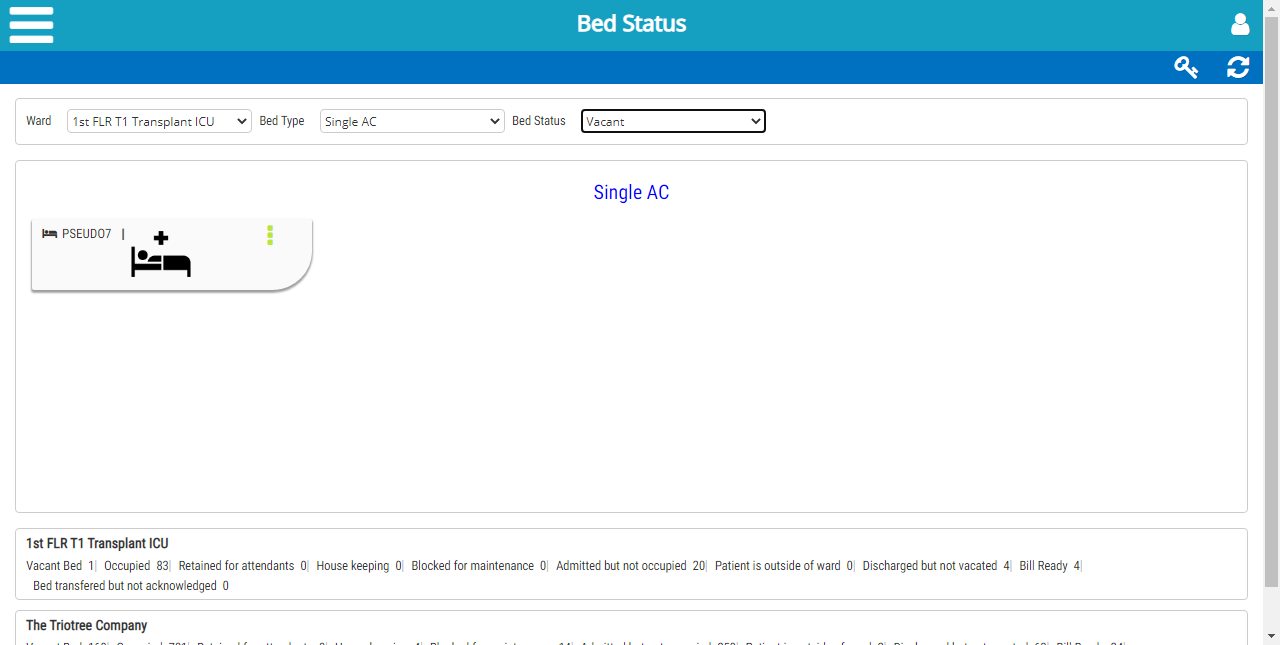 Bed Status
Ward 1st FLR T1 Transplant ICU Bed Type Single AC Bed Status Vacant
Single AC
PSEUDO7 |
1st FLR T1 Transplant ICU
Vacant Bed 1| Occupied 83| Retained for attendants 0| House keeping 0| Blocked for maintenance 0| Admitted but not occupied 20| Patient is outside of ward 0| Discharged but not vacated 4| Bill Ready 4|
Bed transfered but not acknowledged 0
The Triotree Company